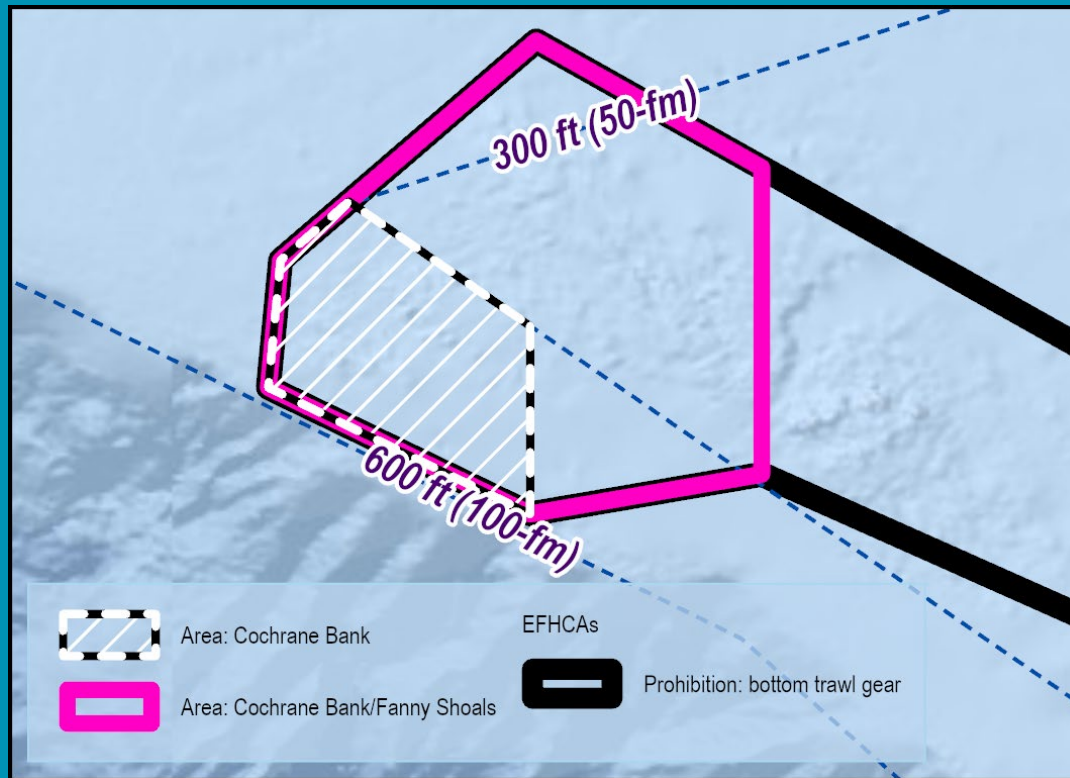 300 ft (50-fm)
600 ft (100-fm)
Area: Cochrane Bank
Area: Cochrane Bank/Fanny Shoals
EFHCAs
Prohibition: bottom trawl gear